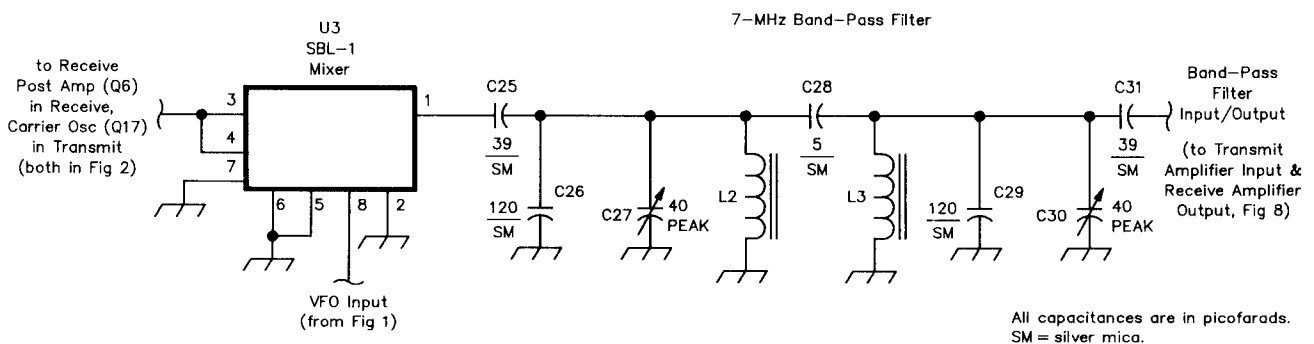 7-MHz Band-Pass Filter
U3
SBL-1
Mixer
to Receive
Post Amp (Q6)
in Receive,
Carrier Osc (Q17)
in Transmit
(both in Fig 2)
3
4
7
1
6
5
8
2
VFO Input
(from Fig 1)
C25
39
SM
C26
120
SM
C27
40
PEAK
L2
C28
5
SM
L3
C29
120
SM
C30
40
PEAK
C31
39
SM
Band-Pass
Filter
Input/Output
(to Transmit
Amplifier Input &
Receive Amplifier
Output, Fig 8)
All capacitances are in picofarads.
SM = silver mica.